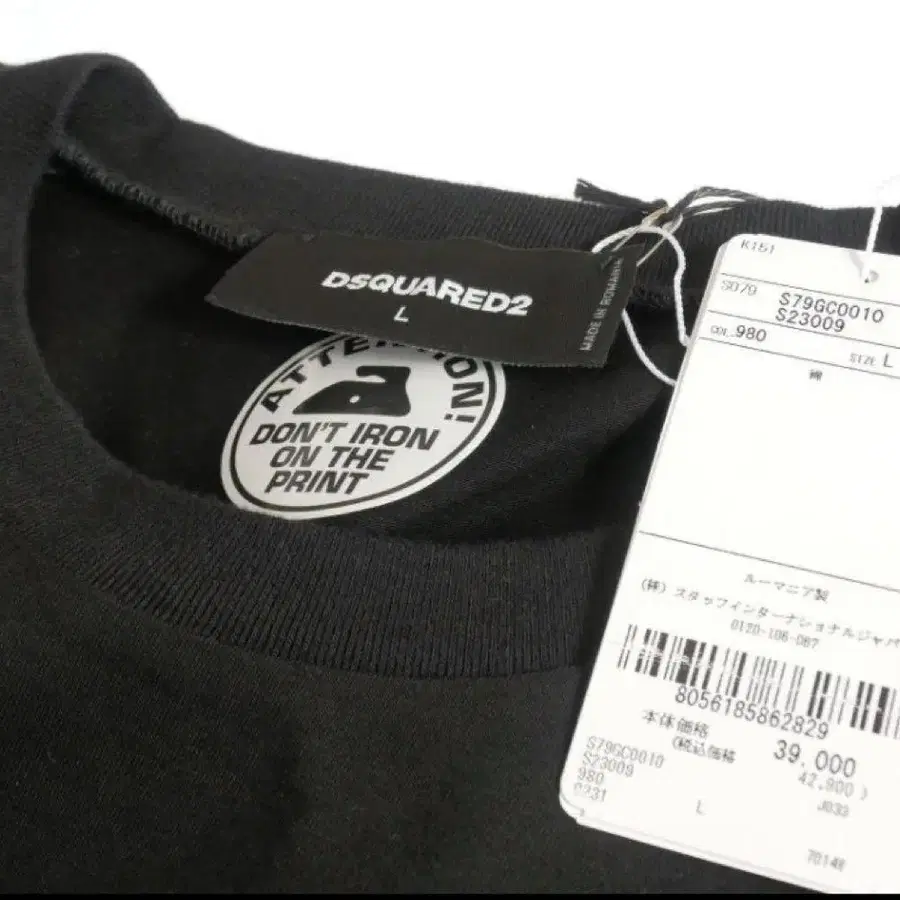 DSQUARED2
L
MADE IN ROMANIA
ATTENTION!
DON'T IRON
ON THE
PRINT
K151
S079 S79GC0010
S23009
COL. 980
SIZE L
綿
ルーマニア製
(株) スタッフインターナショナルジャパ
0120-106-067
8056185862829
本体価格 39,000
(税込価格 42,900)
S79GC0010
S23009
980
0231
L
J033
70148